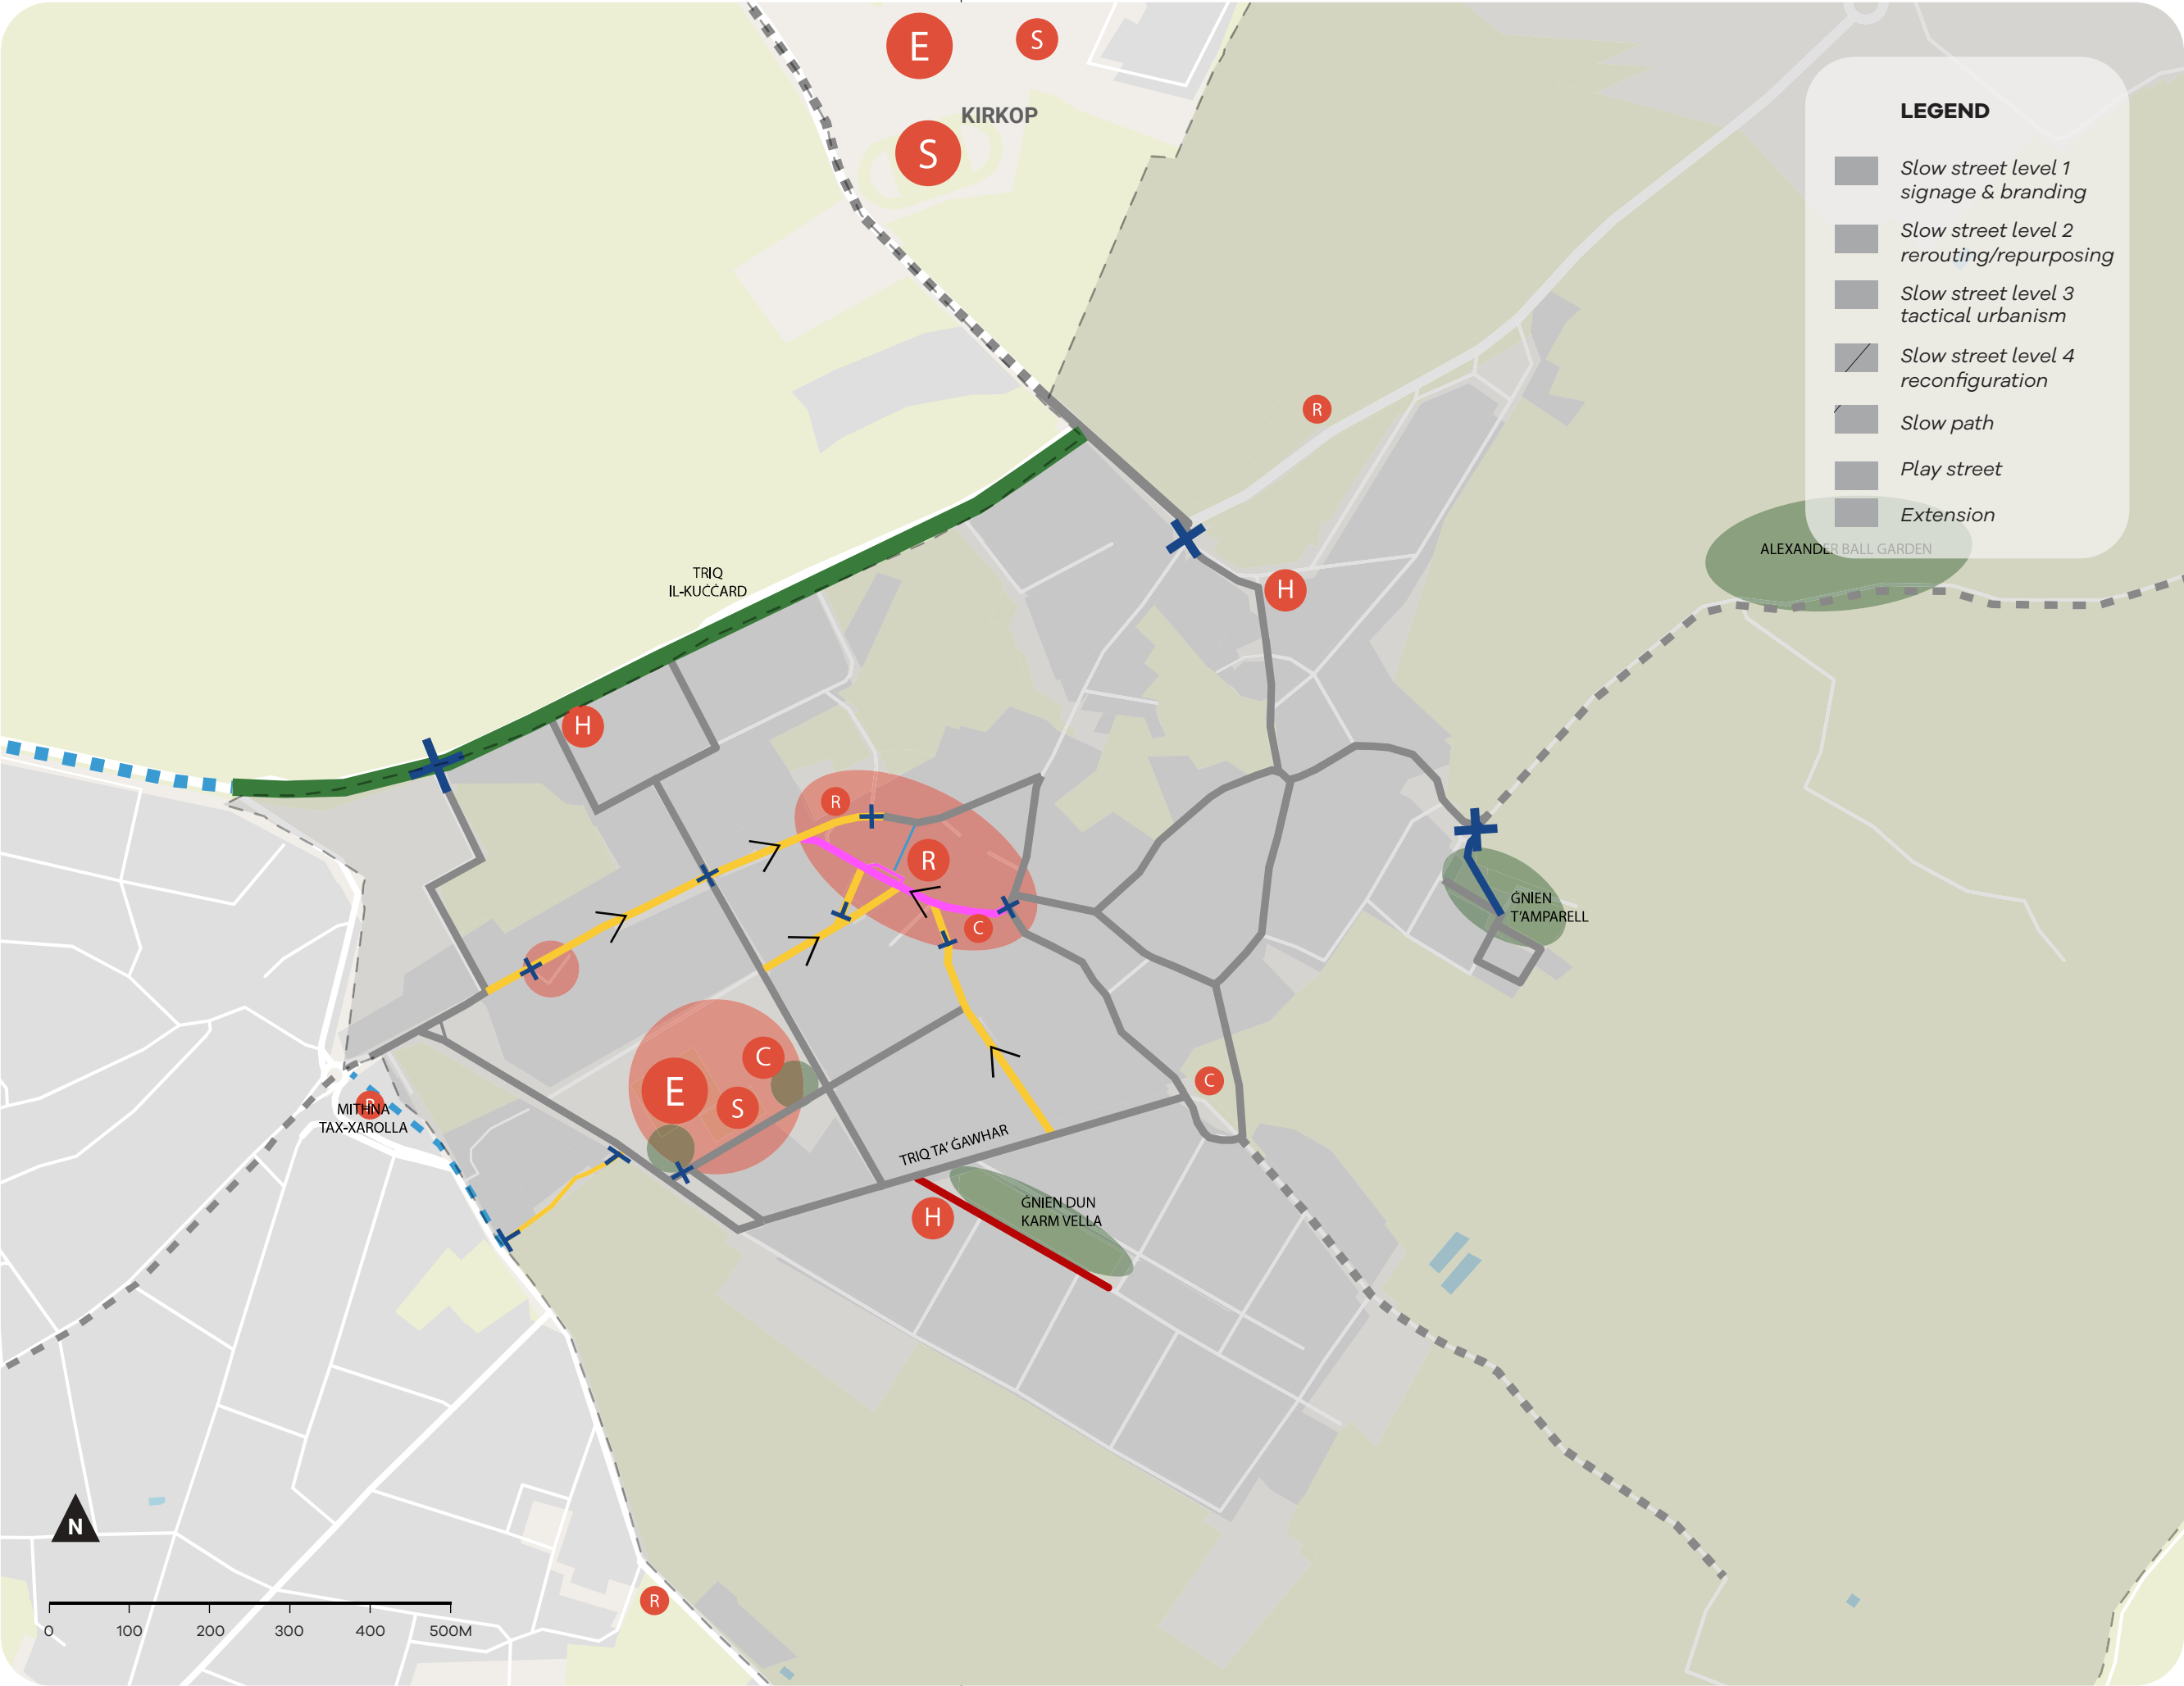 E
S
KIRKOP
S
LEGEND
Slow street level 1
signage & branding
Slow street level 2
rerouting/repurposing
Slow street level 3
tactical urbanism
Slow street level 4
reconfiguration
Slow path
Play street
Extension
R
ALEXANDER BALL GARDEN
TRIQ
IL-KUĊĊARD
H
H
R
R
C
ĠNIEN
T'AMPARELL
C
E
S
C
R
MITHNA
TAX-XAROLLA
TRIQ TA' ĠAWHAR
H
ĠNIEN DUN
KARM VELLA
N
R
0 100 200 300 400 500M